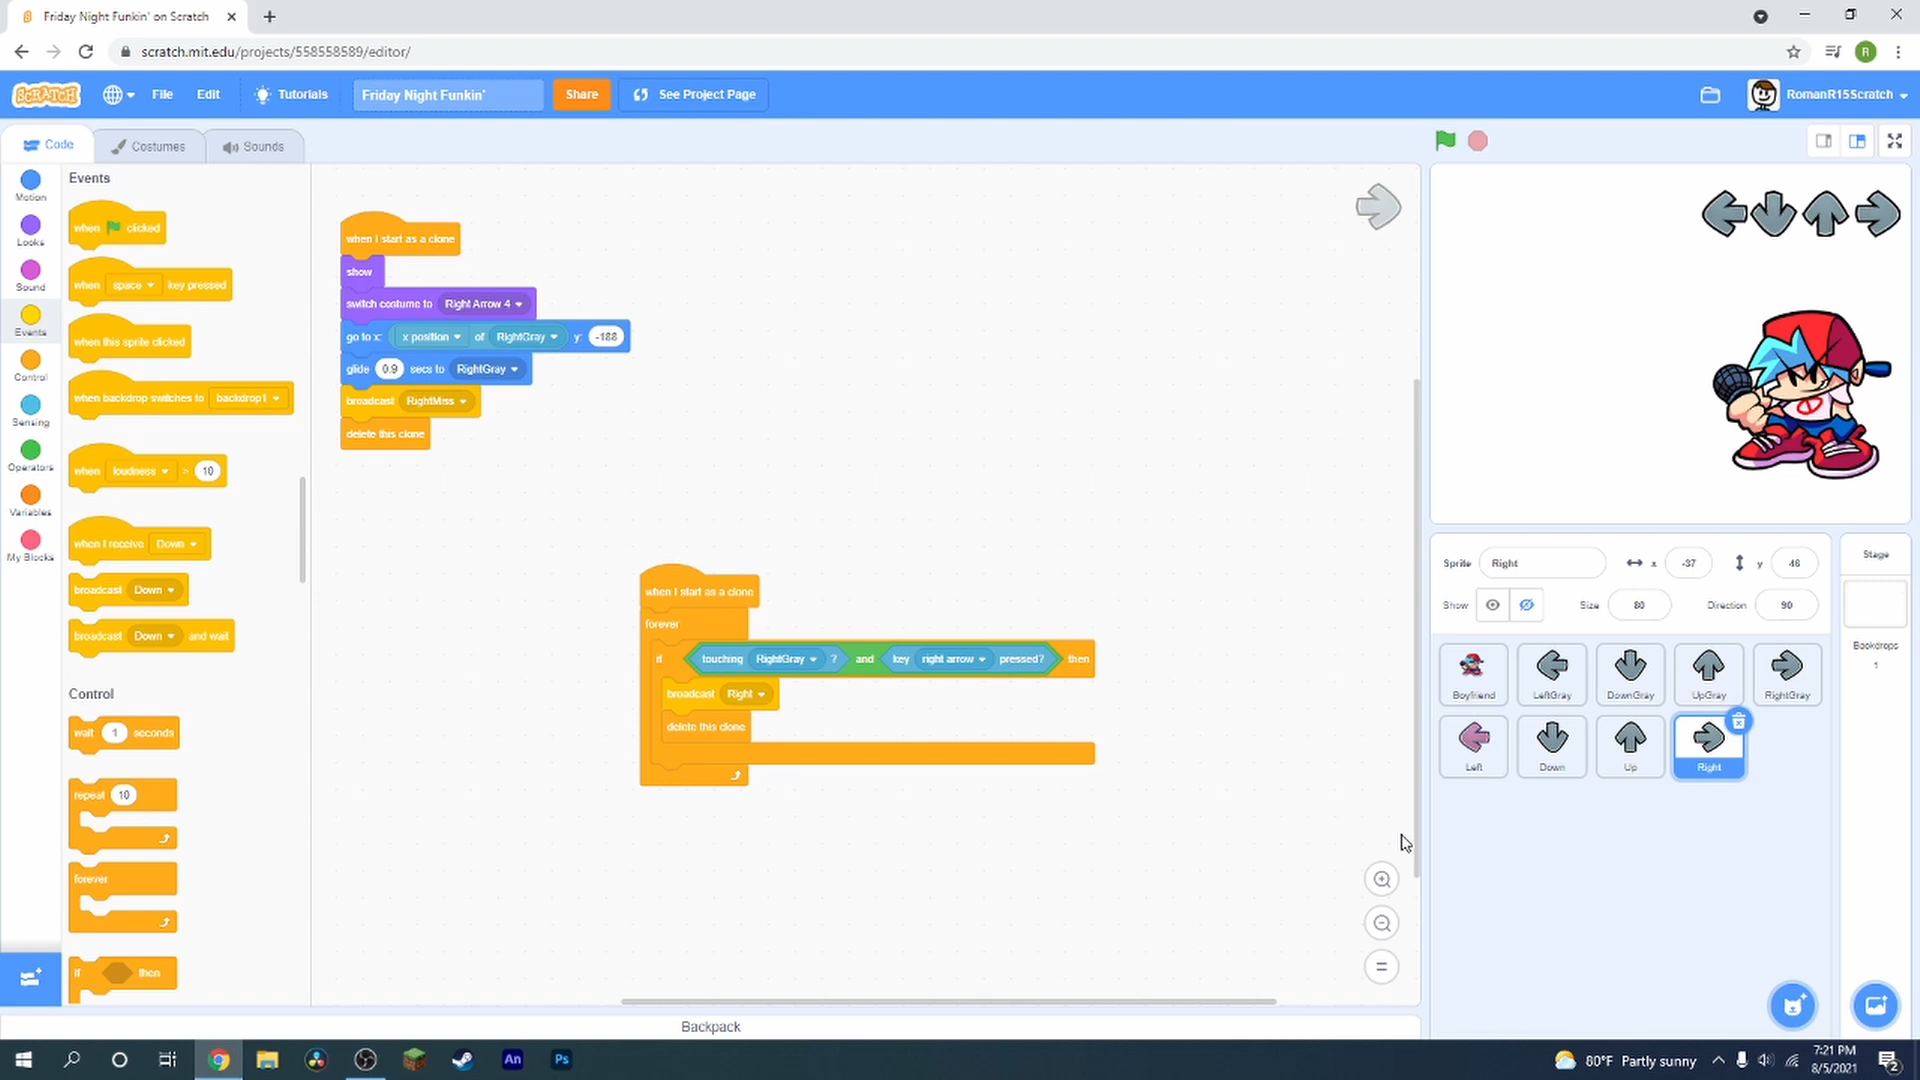 Friday Night Funkin' on Scratch
scratch.mit.edu/projects/558558589/editor/
R
SCRATCH
File
Edit
Tutorials
Friday Night Funkin'
Share
See Project Page
RomanR15Scratch
Code
Costumes
Sounds
Motion
Looks
Sound
Events
Control
Sensing
Operators
Variables
My Blocks
Events
when clicked
when space key pressed
when this sprite clicked
when backdrop switches to backdrop1
when loudness > 10
when I receive Down
broadcast Down
broadcast Down and wait
Control
wait 1 seconds
repeat 10
forever
if then
when I start as a clone
show
switch costume to Right Arrow 4
go to x: x position of RightGray y: -188
glide 0.9 secs to RightGray
broadcast RightMiss
delete this clone
when I start as a clone
forever
if touching RightGray ? and key right arrow pressed? then
broadcast Right
delete this clone
Backpack
Sprite Right x -37 y 46
Show Size 80 Direction 90
Boyfriend LeftGray DownGray UpGray RightGray
Left Down Up Right
Stage
Backdrops
1
An
Ps
80°F Partly sunny
7:21 PM
8/5/2021
2